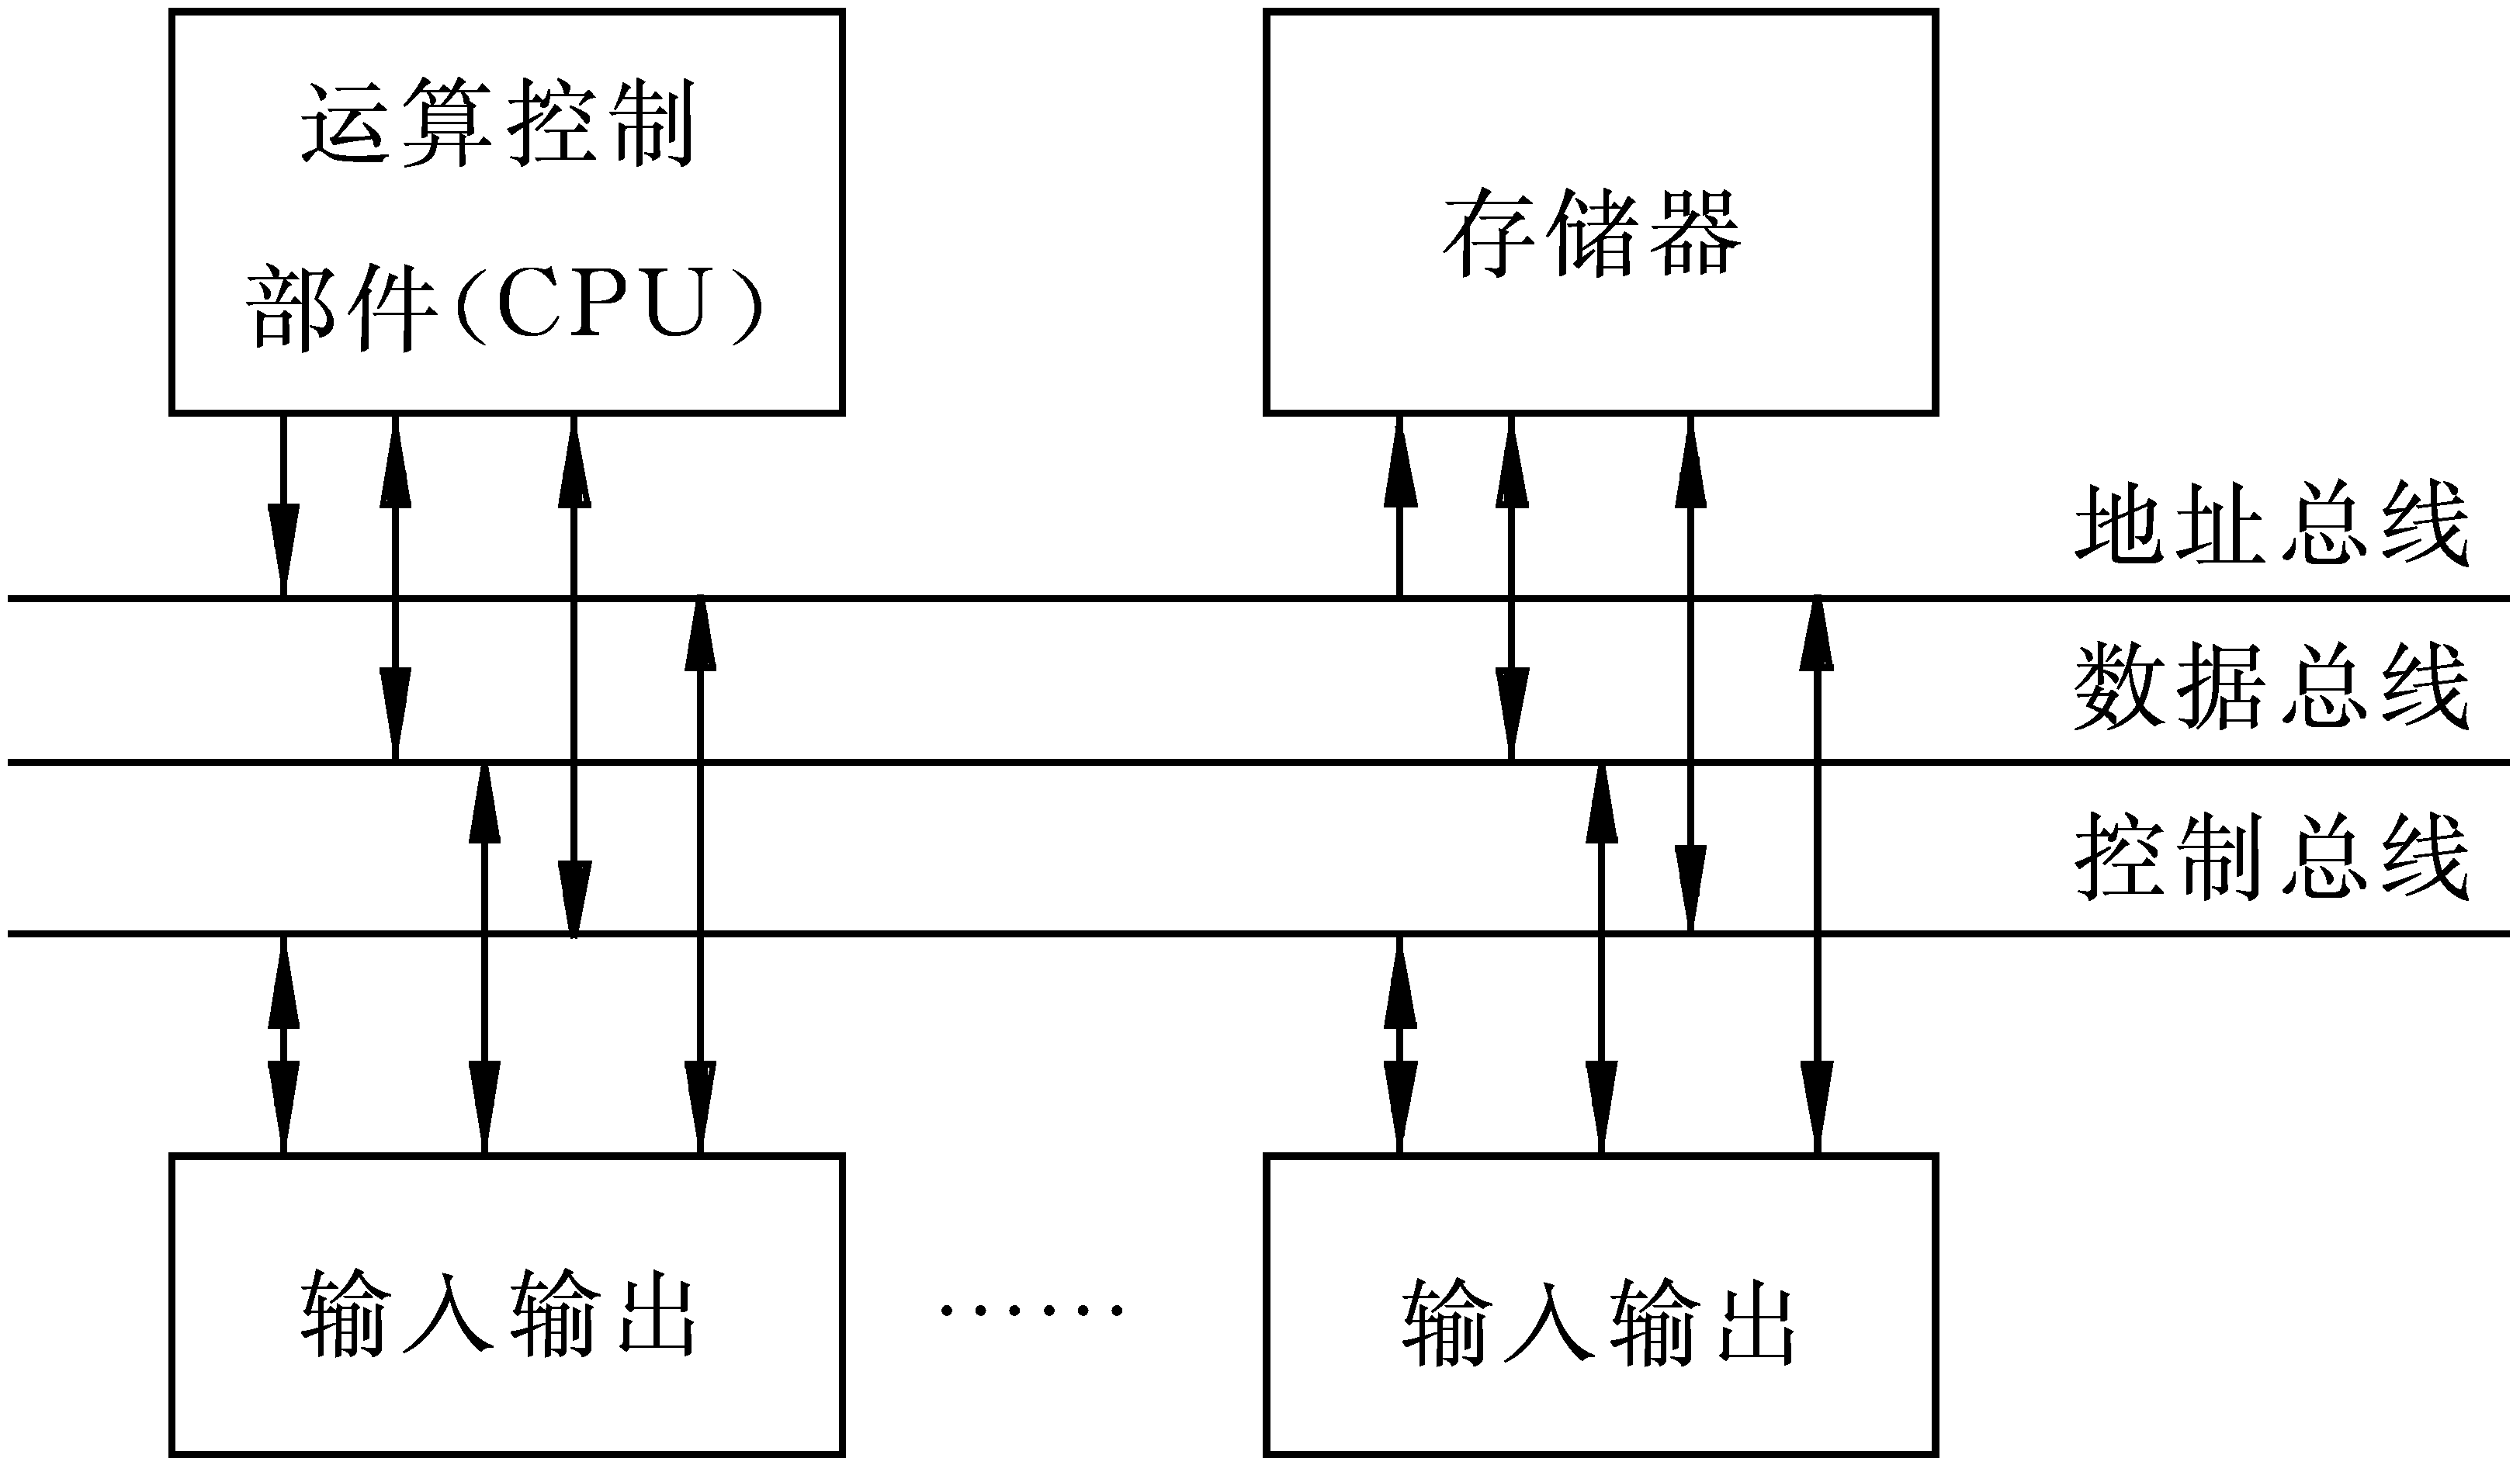 运算控制
部件(CPU)
存储器
地址总线
数据总线
控制总线
输入输出
······
输入输出